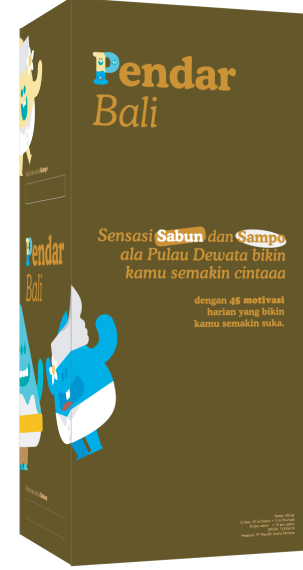 Pendar
Bali
Sensasi Sabun dan Sampo
ala Pulau Dewata bikin
kamu semakin cintaaa
dengan 45 motivasi
harian yang bikin
kamu semakin suka.
Pendar
Bali